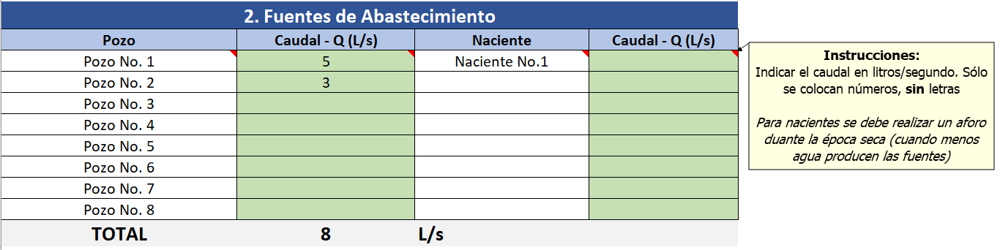 2. Fuentes de Abastecimiento
Pozo Caudal - Q (L/s) Naciente Caudal - Q (L/s)
Pozo No. 1 5 Naciente No.1
Pozo No. 2 3
Pozo No. 3
Pozo No. 4
Pozo No. 5
Pozo No. 6
Pozo No. 7
Pozo No. 8
TOTAL 8 L/s
Instrucciones:
Indicar el caudal en litros/segundo. Sólo
se colocan números, sin letras
Para nacientes se debe realizar un aforo
duante la época seca (cuando menos
agua producen las fuentes)